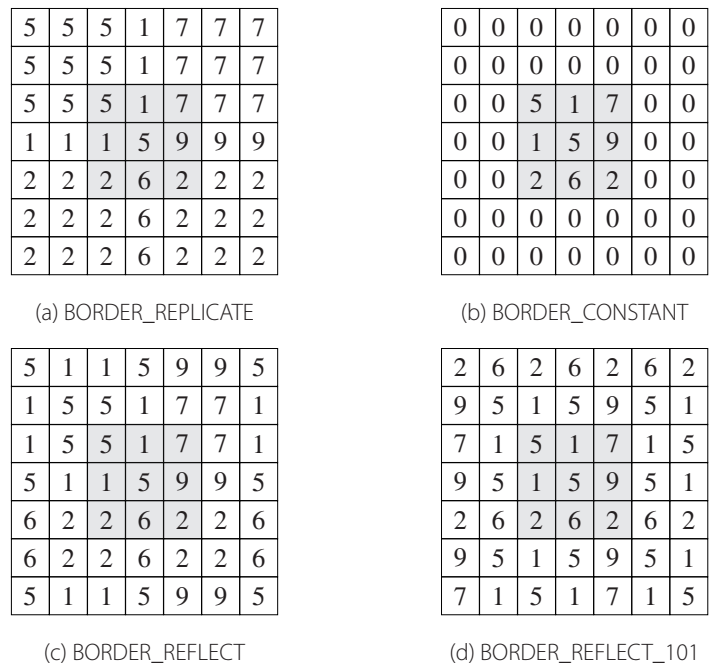 5 5 5 1 7 7 7
5 5 5 1 7 7 7
5 5 5 1 7 7 7
1 1 1 5 9 9 9
2 2 2 6 2 2 2
2 2 2 6 2 2 2
2 2 2 6 2 2 2
(a) BORDER_REPLICATE
0 0 0 0 0 0 0
0 0 0 0 0 0 0
0 0 5 1 7 0 0
0 0 1 5 9 0 0
0 0 2 6 2 0 0
0 0 0 0 0 0 0
0 0 0 0 0 0 0
(b) BORDER_CONSTANT
5 1 1 5 9 9 5
1 5 5 1 7 7 1
1 5 5 1 7 7 1
5 1 1 5 9 9 5
6 2 2 6 2 2 6
6 2 2 6 2 2 6
5 1 1 5 9 9 5
(c) BORDER_REFLECT
2 6 2 6 2 6 2
9 5 1 5 9 5 1
7 1 5 1 7 1 5
9 5 1 5 9 5 1
2 6 2 6 2 6 2
9 5 1 5 9 5 1
7 1 5 1 7 1 5
(d) BORDER_REFLECT_101